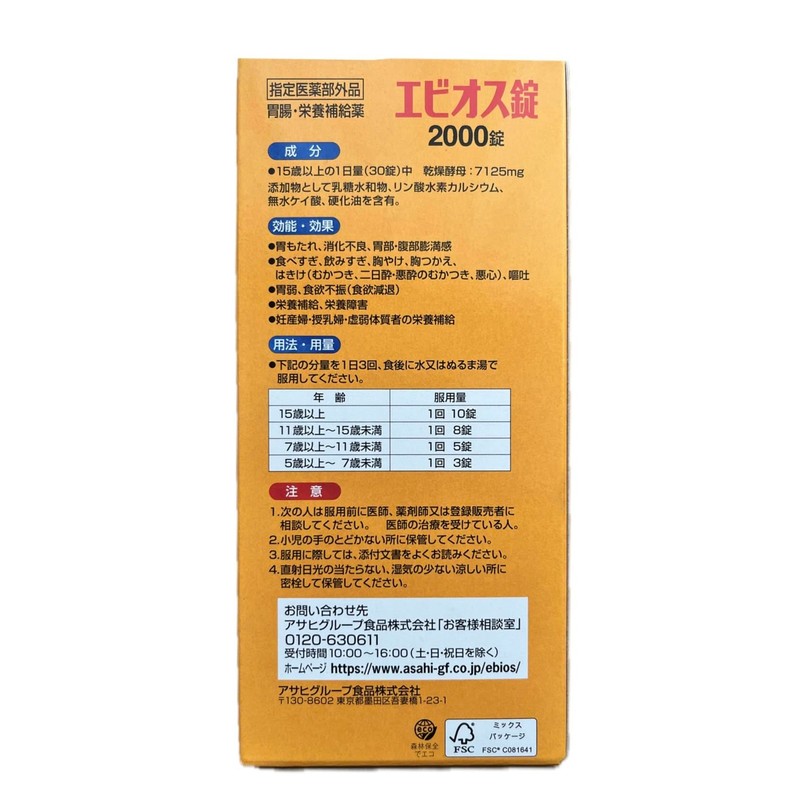 指定医薬部外品
胃腸・栄養補給薬
エビオス錠
2000錠
成分
●15歳以上の1日量(30錠)中 乾燥酵母:7125mg
添加物として乳糖水和物、リン酸水素カルシウム、
無水ケイ酸、硬化油を含有。
効能・効果
●胃もたれ、消化不良、胃部・腹部膨満感
●食べすぎ、飲みすぎ、胸やけ、胸つかえ、
はきけ(むかつき、二日酔・悪酔のむかつき、悪心)、嘔吐
●胃弱、食欲不振(食欲減退)
●栄養補給、栄養障害
●妊産婦・授乳婦・虚弱体質者の栄養補給
用法・用量
●下記の分量を1日3回、食後に水又はぬるま湯で
服用してください。
年齢 服用量
15歳以上 1回 10錠
11歳以上〜15歳未満 1回 8錠
7歳以上〜11歳未満 1回 5錠
5歳以上〜 7歳未満 1回 3錠
注意
1.次の人は服用前に医師、薬剤師又は登録販売者に
相談してください。 医師の治療を受けている人。
2.小児の手のとどかない所に保管してください。
3.服用に際しては、添付文書をよくお読みください。
4.直射日光の当たらない、湿気の少ない涼しい所に
密栓して保管してください。
お問い合わせ先
アサヒグループ食品株式会社「お客様相談室」
0120-630611
受付時間10:00〜16:00(土・日・祝日を除く)
ホームページ https://www.asahi-gf.co.jp/ebios/
アサヒグループ食品株式会社
〒130-8602 東京都墨田区吾妻橋1-23-1
eco
森林保全
でエコ
FSC
ミックス
パッケージ
FSC® C081641